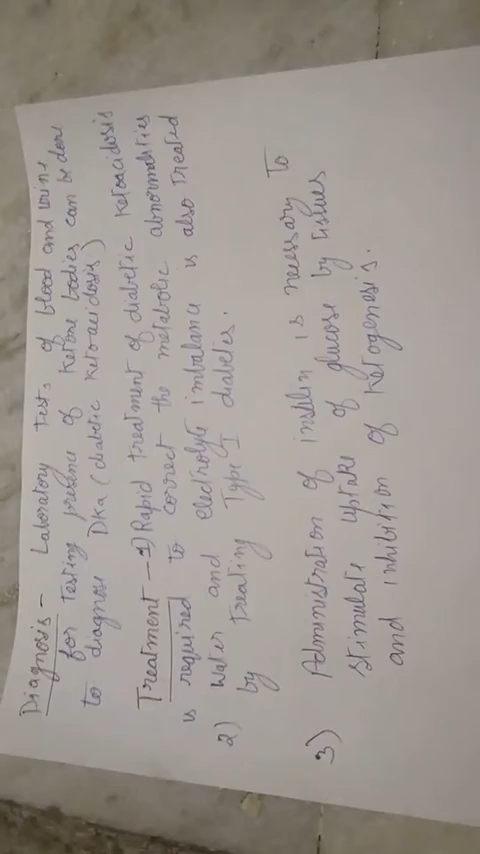 Diagnosis - Laboratory tests of blood and urine
for testing presence of ketone bodies can be done
to diagnose DKa (diabetic ketoacidosis)
Treatment - 1) Rapid treatment of diabetic ketoacidosis
is required to correct the metabolic abnormalities
2) Water and electrolyte imbalance is also treated
by treating Type I diabetes.
3) Administration of insulin is necessary to
stimulate uptake of glucose by tissues
and inhibition of ketogenesis.